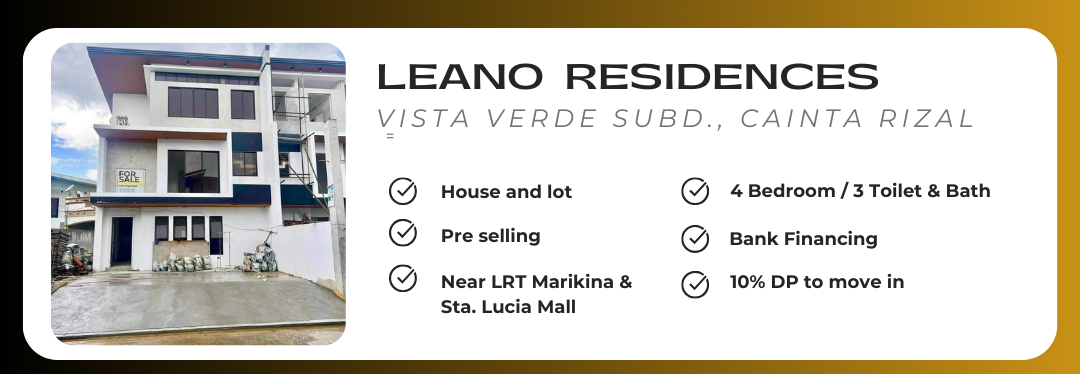 LEANO RESIDENCES
VISTA VERDE SUBD., CAINTA RIZAL
=
House and lot
Pre selling
Near LRT Marikina &
Sta. Lucia Mall
4 Bedroom / 3 Toilet & Bath
Bank Financing
10% DP to move in
FOR
SALE